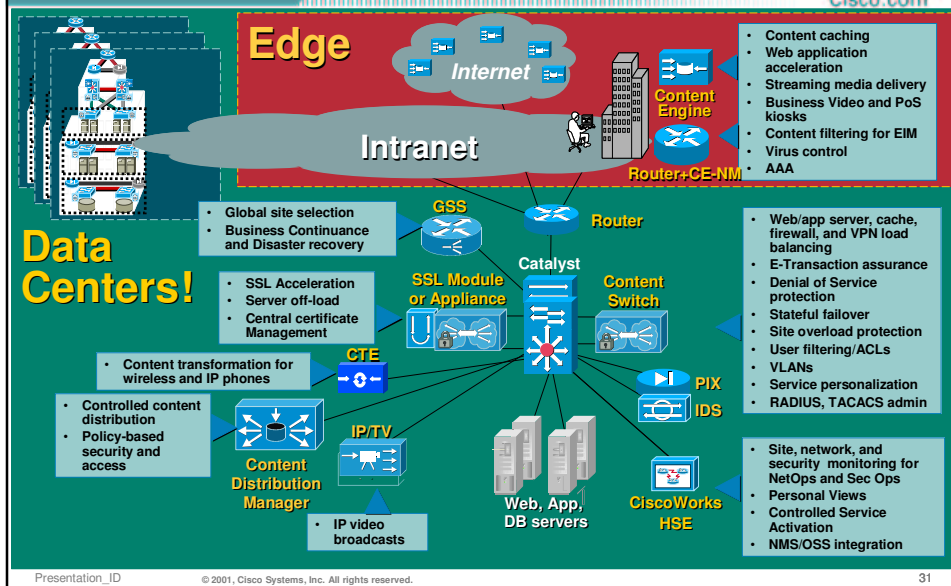 Cisco.com
Edge
Internet
Intranet
Content
Engine
Router+CE-NM
• Content caching
• Web application
acceleration
• Streaming media delivery
• Business Video and PoS
kiosks
• Content filtering for EIM
• Virus control
• AAA
Data
Centers!
• Global site selection
• Business Continuance
and Disaster recovery
GSS
Router
Catalyst
• SSL Acceleration
• Server off-load
• Central certificate
Management
SSL Module
or Appliance
Content
Switch
• Web/app server, cache,
firewall, and VPN load
balancing
• E-Transaction assurance
• Denial of Service
protection
• Stateful failover
• Site overload protection
• User filtering/ACLs
• VLANs
• Service personalization
• RADIUS, TACACS admin
• Content transformation for
wireless and IP phones
CTE
PIX
IDS
• Controlled content
distribution
• Policy-based
security and
access
Content
Distribution
Manager
IP/TV
• IP video
broadcasts
Web, App,
DB servers
CiscoWorks
HSE
• Site, network, and
security monitoring for
NetOps and Sec Ops
• Personal Views
• Controlled Service
Activation
• NMS/OSS integration
Presentation_ID
© 2001, Cisco Systems, Inc. All rights reserved.
31